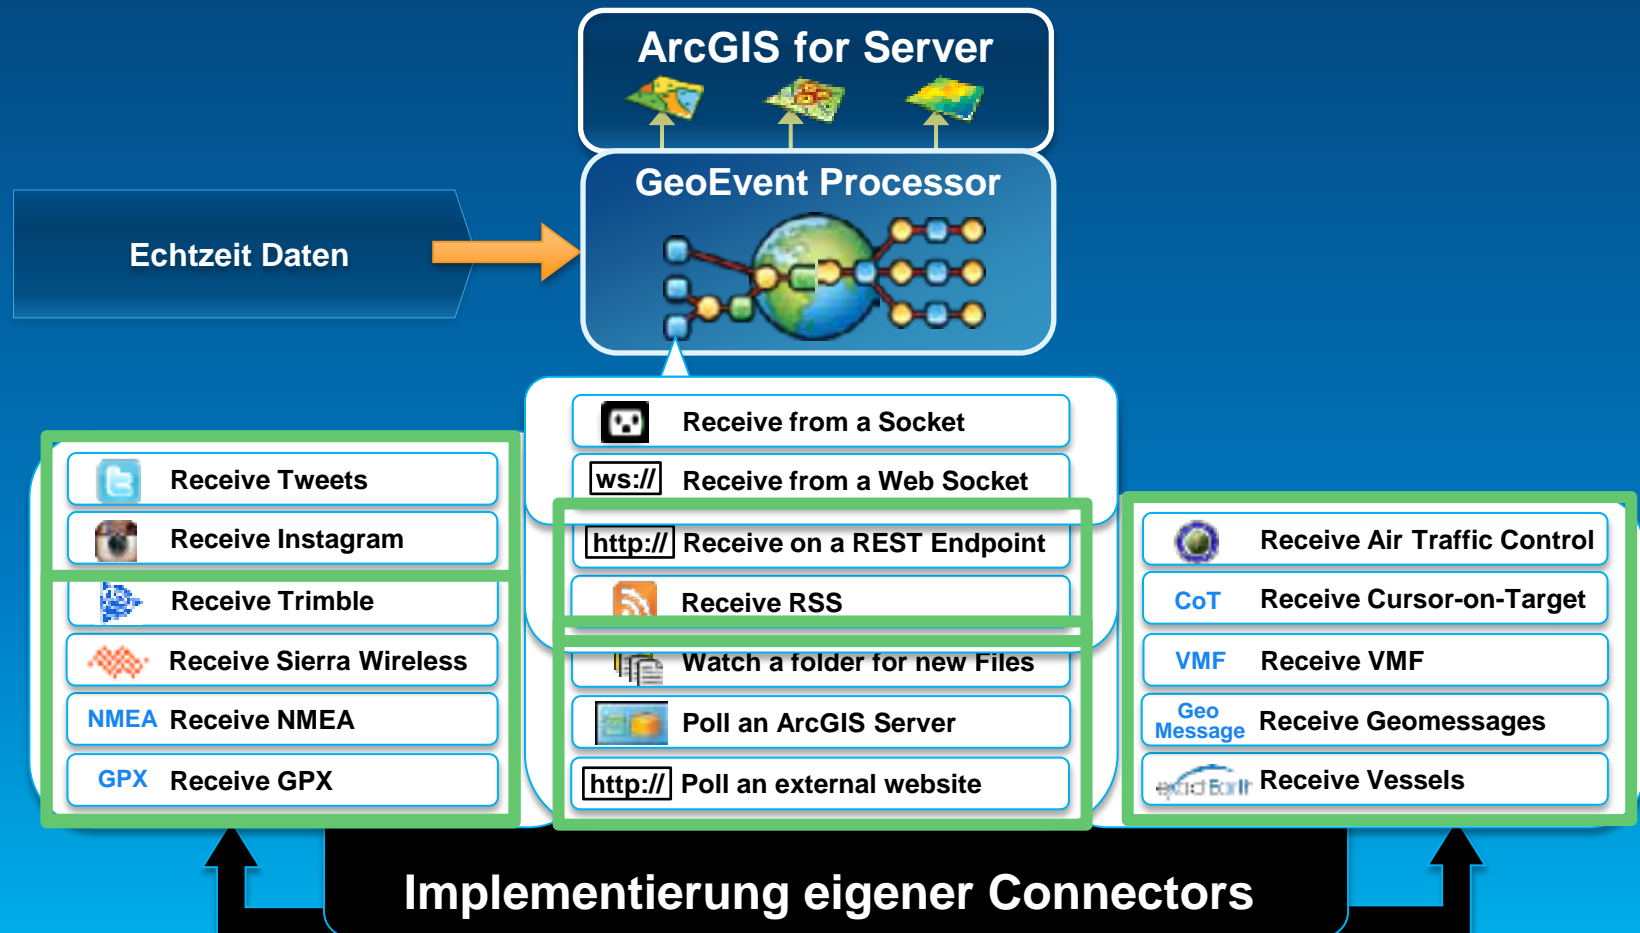 ArcGIS for Server
GeoEvent Processor
Echtzeit Daten
Receive from a Socket
ws:// Receive from a Web Socket
http:// Receive on a REST Endpoint
Receive RSS
Watch a folder for new Files
Poll an ArcGIS Server
http:// Poll an external website
Receive Tweets
Receive Instagram
Receive Trimble
Receive Sierra Wireless
NMEA Receive NMEA
GPX Receive GPX
Receive Air Traffic Control
CoT Receive Cursor-on-Target
VMF Receive VMF
Geo
Message Receive Geomessages
exactEarth Receive Vessels
Implementierung eigener Connectors